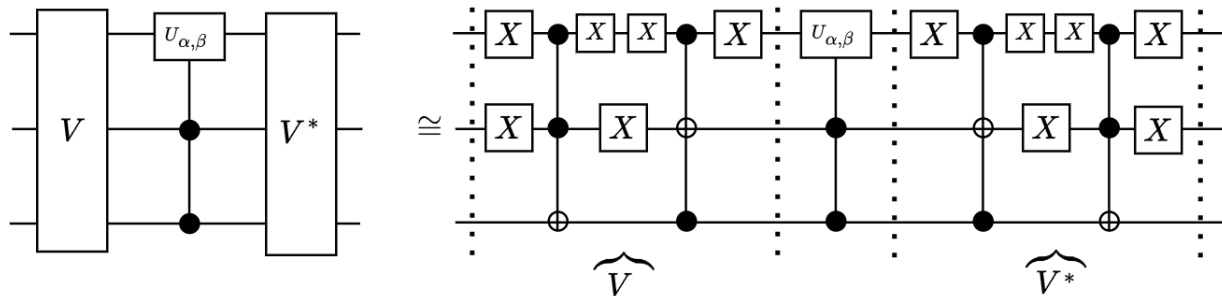 U_{α,β} X X X X U_{α,β} X X X X
V V* ≅ X X X X
V V*